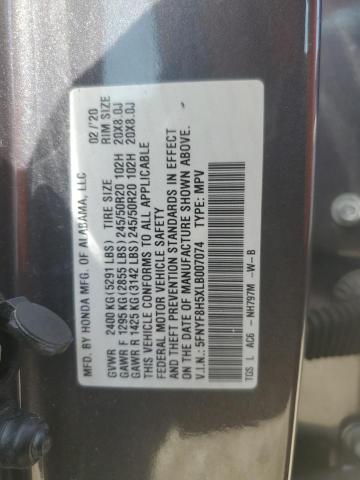 MFD. BY HONDA MFG. OF ALABAMA, LLC 02/'20
GVWR 2400 KG(5291 LBS) TIRE SIZE RIM SIZE
GAWR F 1295 KG(2855 LBS) 245/50R20 102H 20X8.0J
GAWR R 1425 KG(3142 LBS) 245/50R20 102H 20X8.0J
THIS VEHICLE CONFORMS TO ALL APPLICABLE
FEDERAL MOTOR VEHICLE SAFETY
AND THEFT PREVENTION STANDARDS IN EFFECT
ON THE DATE OF MANUFACTURE SHOWN ABOVE.
V.I.N.: 5FNYF8H5XLB007074 TYPE: MPV
TGS L AC6 -NH797M -W-B